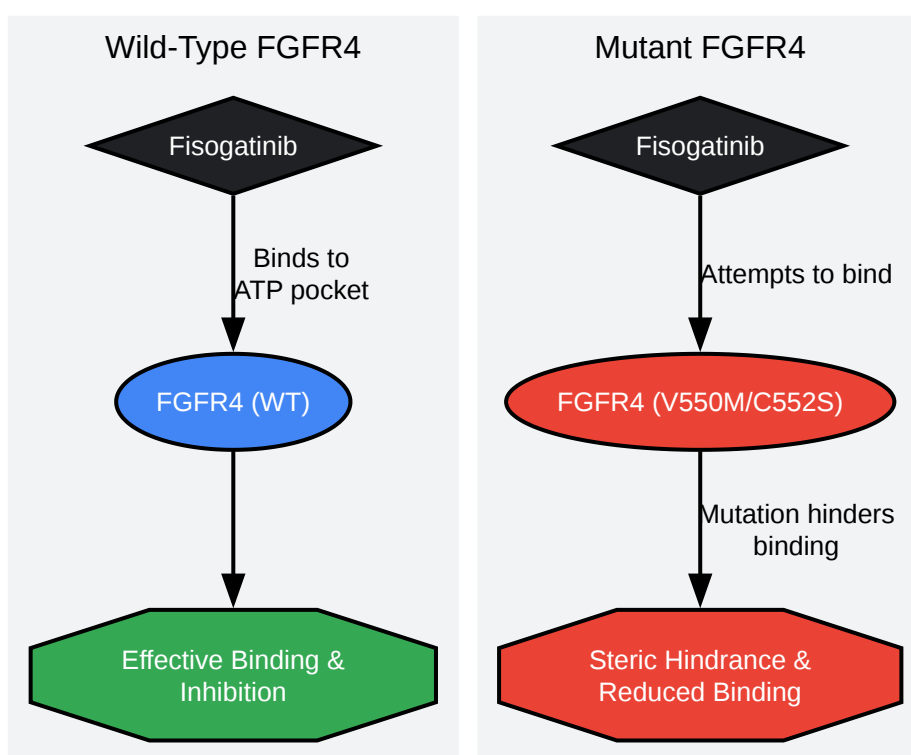 Wild-Type FGFR4
Fisogatinib
Binds to
ATP pocket
FGFR4 (WT)
Effective Binding &
Inhibition
Mutant FGFR4
Fisogatinib
Attempts to bind
FGFR4 (V550M/C552S)
Mutation hinders
binding
Steric Hindrance &
Reduced Binding